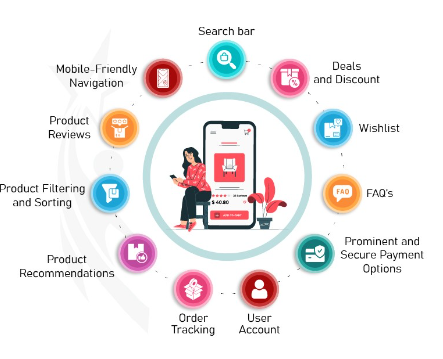 Search bar
Deals
and Discount
Wishlist
FAQ
FAQ's
Prominent and
Secure Payment
Options
User
Account
Order
Tracking
Product
Recommendations
Product Filtering
and Sorting
Product
Reviews
Mobile-Friendly
Navigation
$ 40.80